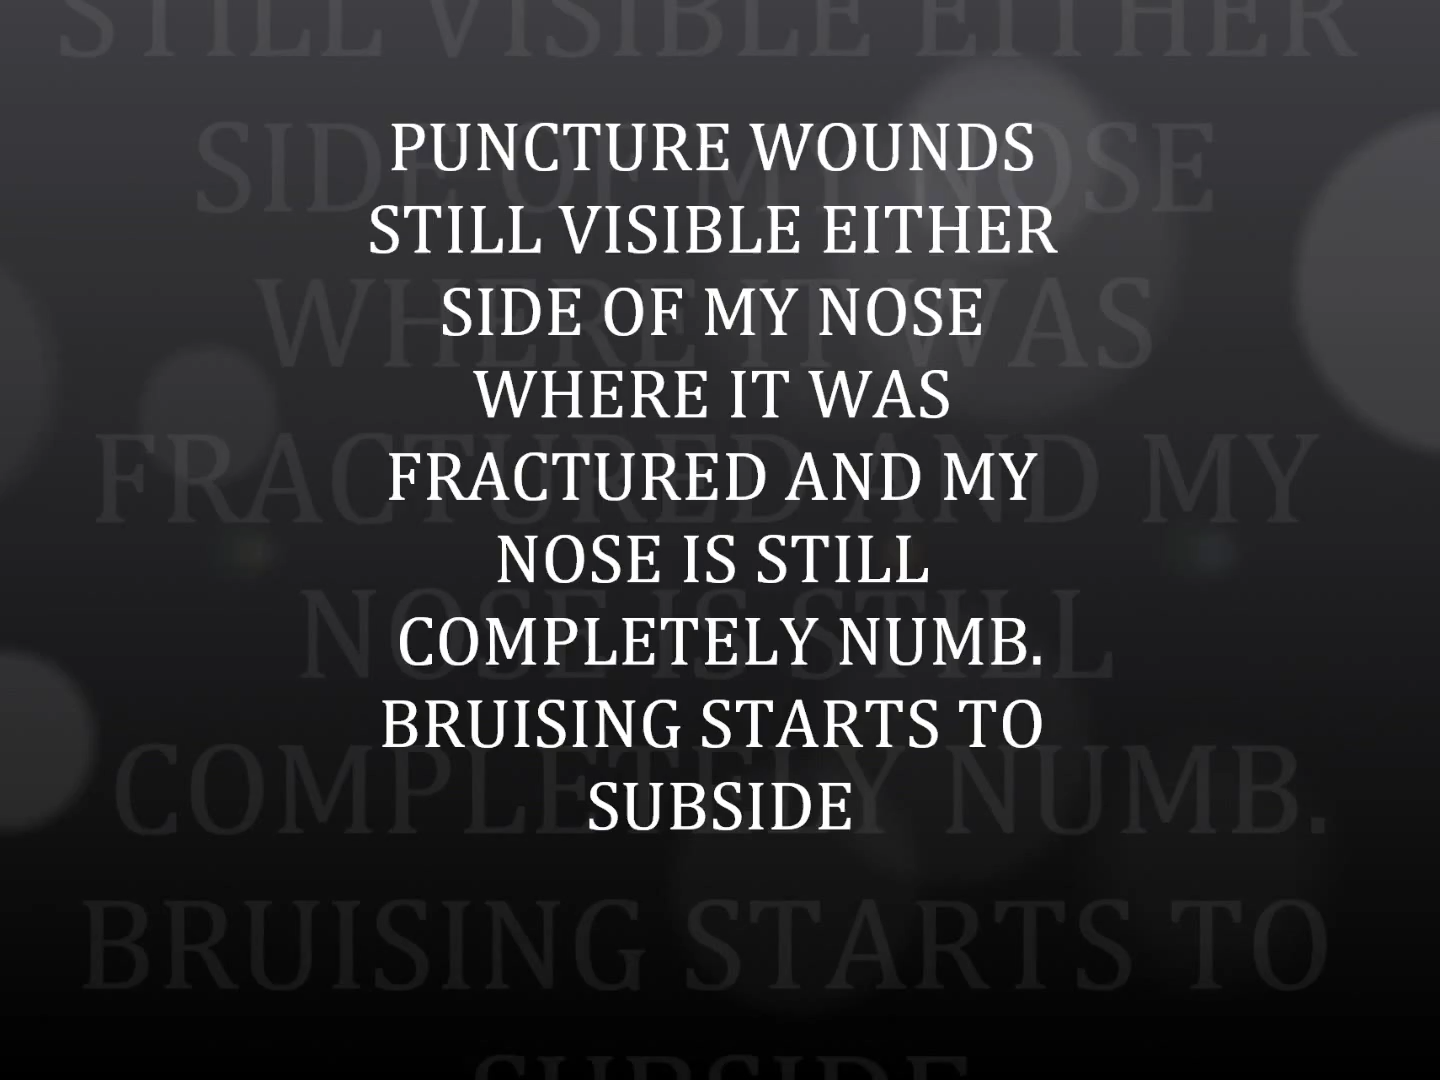 PUNCTURE WOUNDS
STILL VISIBLE EITHER
SIDE OF MY NOSE
WHERE IT WAS
FRACTURED AND MY
NOSE IS STILL
COMPLETELY NUMB.
BRUISING STARTS TO
SUBSIDE